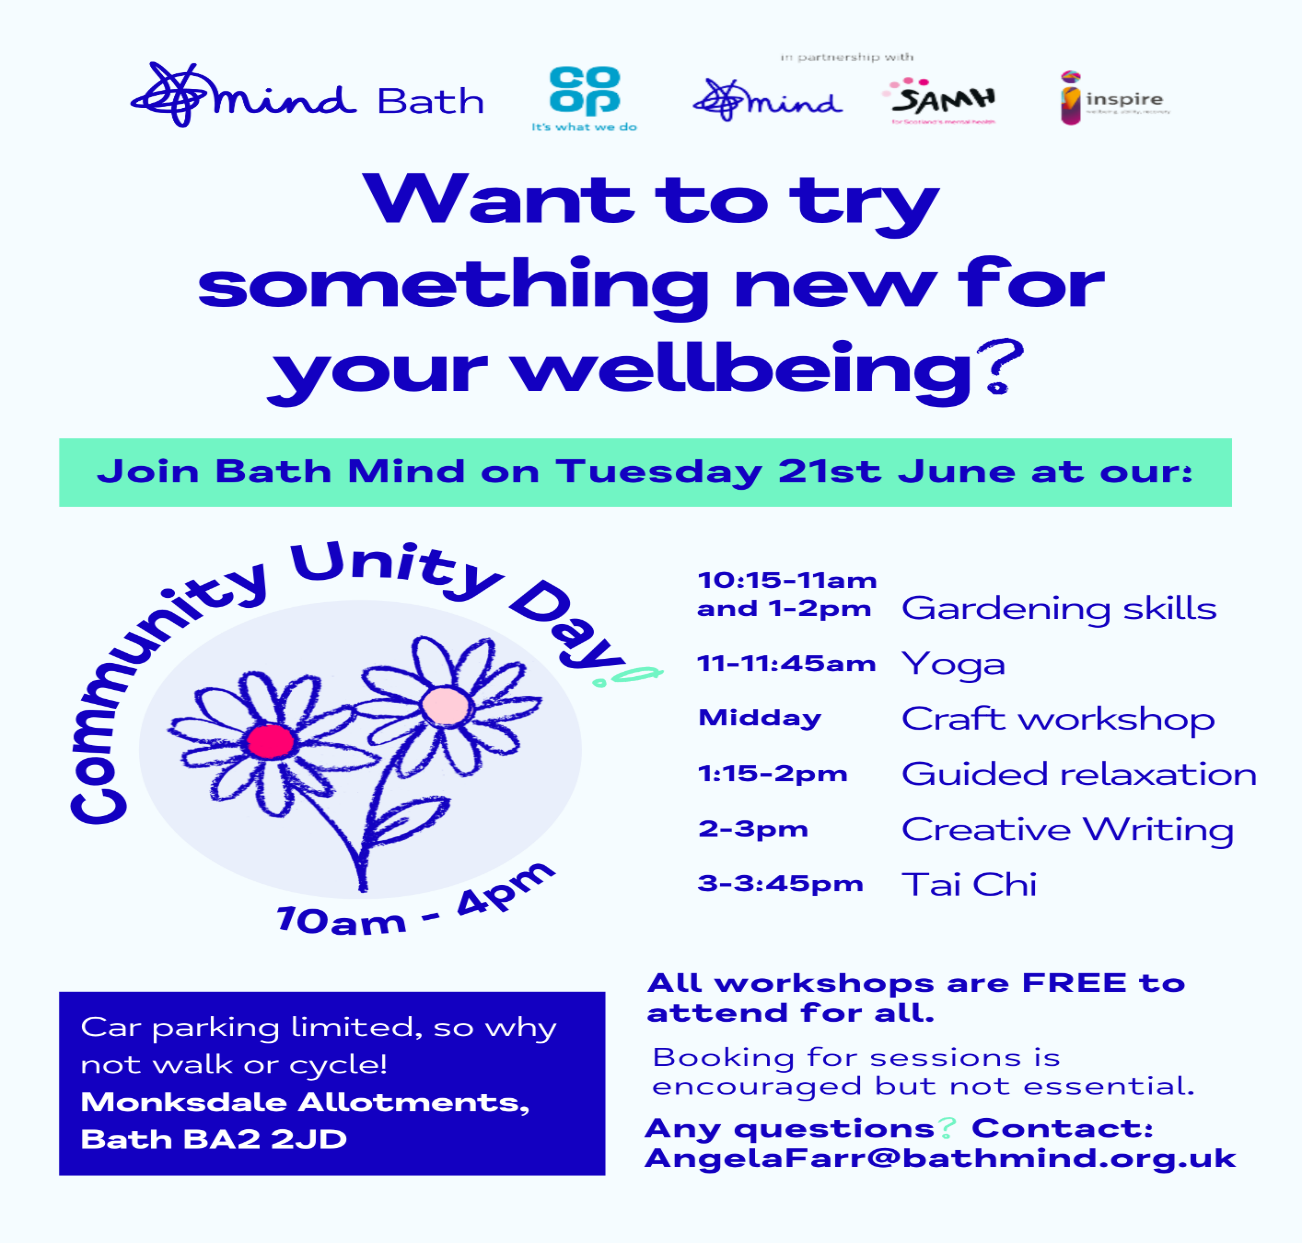 mind Bath
CO
OP
It's what we do
in partnership with
mind
SAMH
for Scotland's mental health
inspire
Want to try
something new for
your wellbeing?
Join Bath Mind on Tuesday 21st June at our:
Community Unity Day!
10am - 4pm
10:15-11am
and 1-2pm Gardening skills
11-11:45am Yoga
Midday Craft workshop
1:15-2pm Guided relaxation
2-3pm Creative Writing
3-3:45pm Tai Chi
Car parking limited, so why
not walk or cycle!
Monksdale Allotments,
Bath BA2 2JD
All workshops are FREE to
attend for all.
Booking for sessions is
encouraged but not essential.
Any questions? Contact:
AngelaFarr@bathmind.org.uk